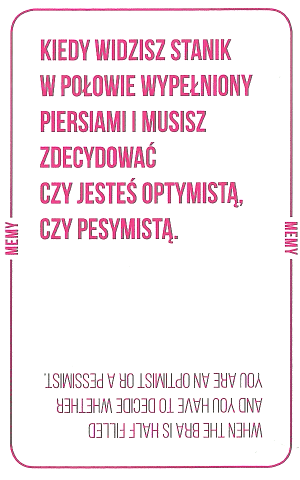 KIEDY WIDZISZ STANIK
W POŁOWIE WYPEŁNIONY
PIERSIAMI I MUSISZ
ZDECYDOWAĆ
CZY JESTEŚ OPTYMISTĄ,
CZY PESYMISTĄ.
MEMY
MEMY
WHEN THE BRA IS HALF FILLED
AND YOU HAVE TO DECIDE WHETHER
YOU ARE AN OPTIMIST OR A PESSIMIST.